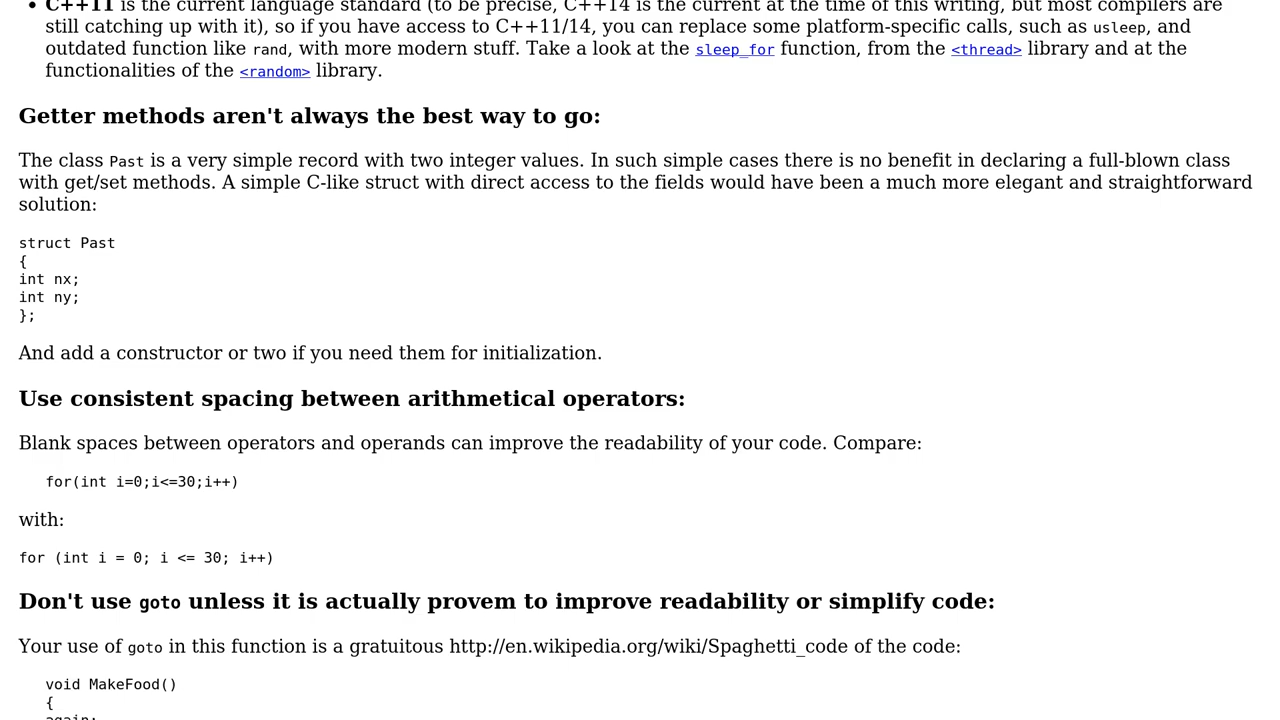 • C++11 is the current language standard (to be precise, C++14 is the current at the time of this writing, but most compilers are
still catching up with it), so if you have access to C++11/14, you can replace some platform-specific calls, such as usleep, and
outdated function like rand, with more modern stuff. Take a look at the sleep_for function, from the <thread> library and at the
functionalities of the <random> library.
Getter methods aren't always the best way to go:
The class Past is a very simple record with two integer values. In such simple cases there is no benefit in declaring a full-blown class
with get/set methods. A simple C-like struct with direct access to the fields would have been a much more elegant and straightforward
solution:
struct Past
{
int nx;
int ny;
};
And add a constructor or two if you need them for initialization.
Use consistent spacing between arithmetical operators:
Blank spaces between operators and operands can improve the readability of your code. Compare:
for(int i=0;i<=30;i++)
with:
for (int i = 0; i <= 30; i++)
Don't use goto unless it is actually provem to improve readability or simplify code:
Your use of goto in this function is a gratuitous http://en.wikipedia.org/wiki/Spaghetti_code of the code:
void MakeFood()
{
again: